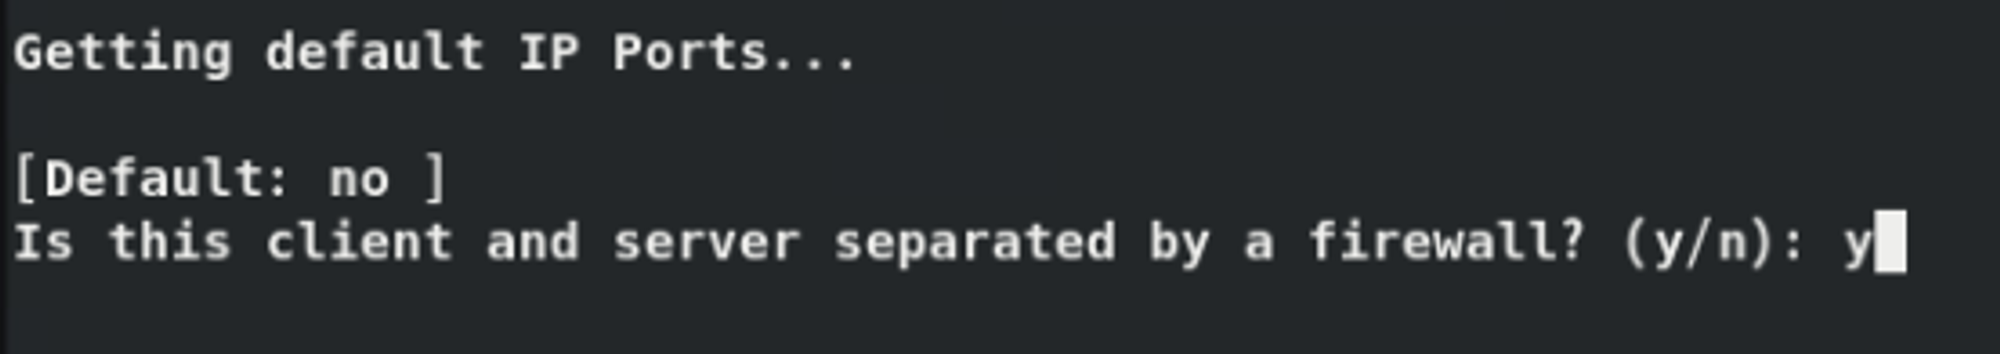 Getting default IP Ports...
[Default: no ]
Is this client and server separated by a firewall? (y/n): y